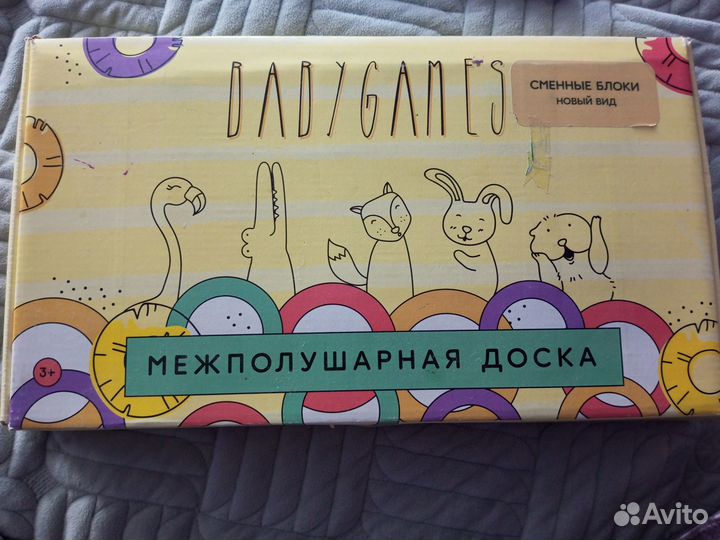 BABYGAMES
СМЕННЫЕ БЛОКИ
НОВЫЙ ВИД
3+
МЕЖПОЛУШАРНАЯ ДОСКА
Avito